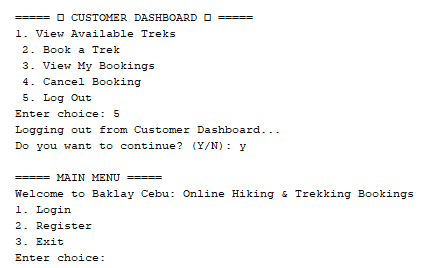 ===== □ CUSTOMER DASHBOARD □ =====
1. View Available Treks
2. Book a Trek
3. View My Bookings
4. Cancel Booking
5. Log Out
Enter choice: 5
Logging out from Customer Dashboard...
Do you want to continue? (Y/N): y
===== MAIN MENU =====
Welcome to Baklay Cebu: Online Hiking & Trekking Bookings
1. Login
2. Register
3. Exit
Enter choice: